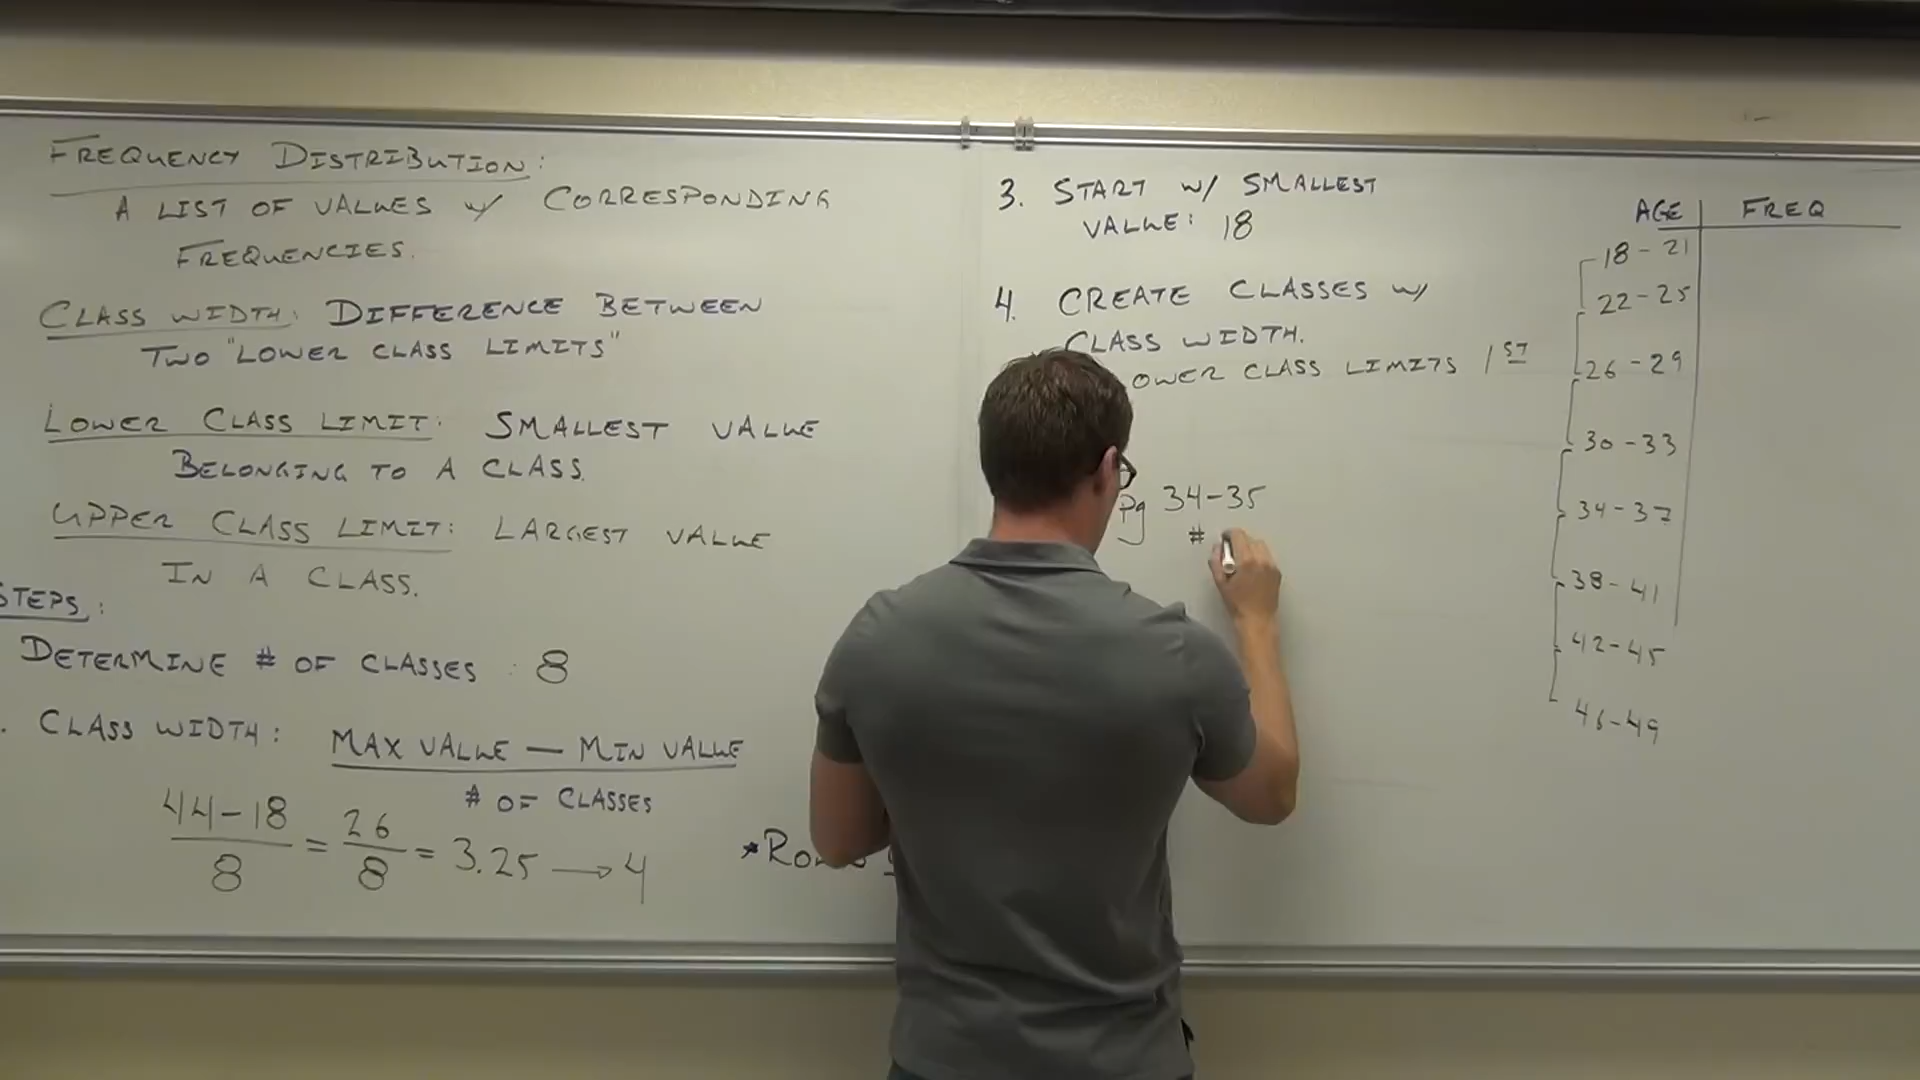 FREQUENCY DISTRIBUTION:
A LIST OF VALUES W/ CORRESPONDING
FREQUENCIES.
CLASS WIDTH: DIFFERENCE BETWEEN
TWO "LOWER CLASS LIMITS"
LOWER CLASS LIMIT: SMALLEST VALUE
BELONGING TO A CLASS.
UPPER CLASS LIMIT: LARGEST VALUE
IN A CLASS.
STEPS:
DETERMINE # OF CLASSES : 8
. CLASS WIDTH: MAX VALUE — MIN VALUE
# OF CLASSES
44-18 / 8 = 26 / 8 = 3.25 → 4
3. START W/ SMALLEST
VALUE: 18
4. CREATE CLASSES W/
CLASS WIDTH.
OWER CLASS LIMITS 1ST
Pg 34-35
#
AGE FREQ
18-21
22-25
26-29
30-33
34-37
38-41
42-45
46-49